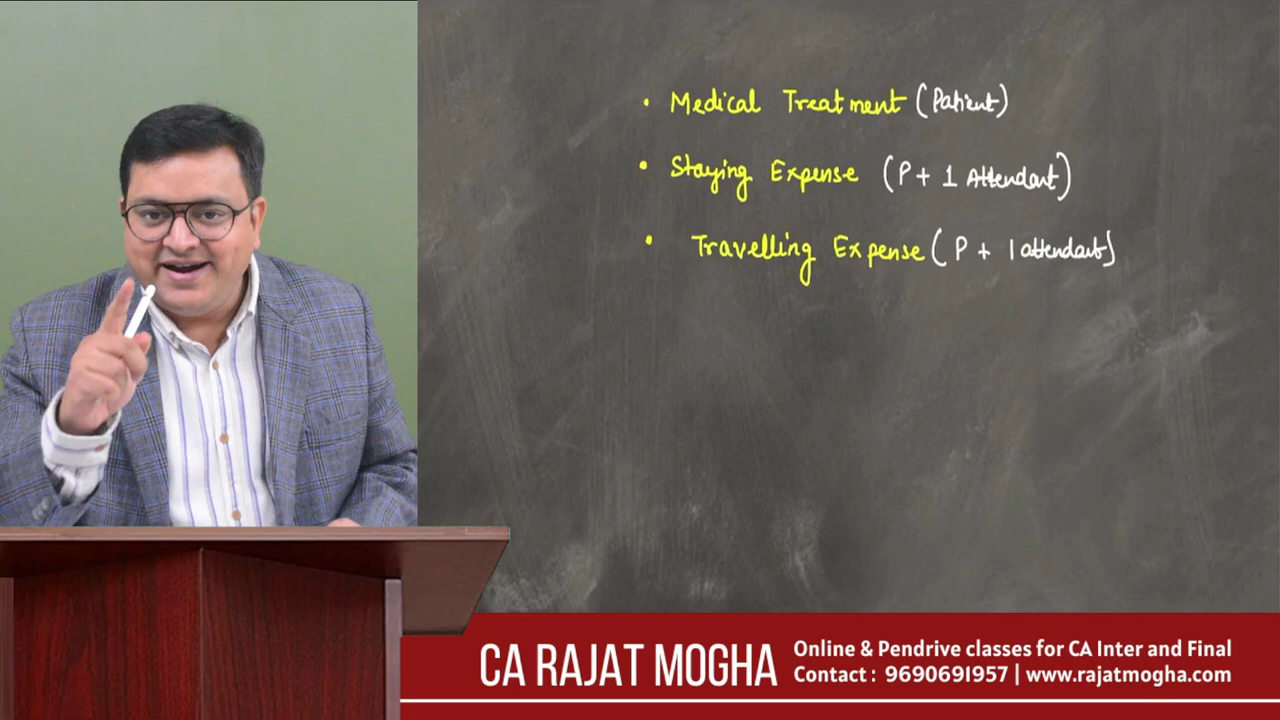 • Medical Treatment (Patient)
• Staying Expense (P + 1 Attendant)
• Travelling Expense (P + 1 attendant)
CA RAJAT MOGHA
Online & Pendrive classes for CA Inter and Final
Contact : 9690691957 | www.rajatmogha.com